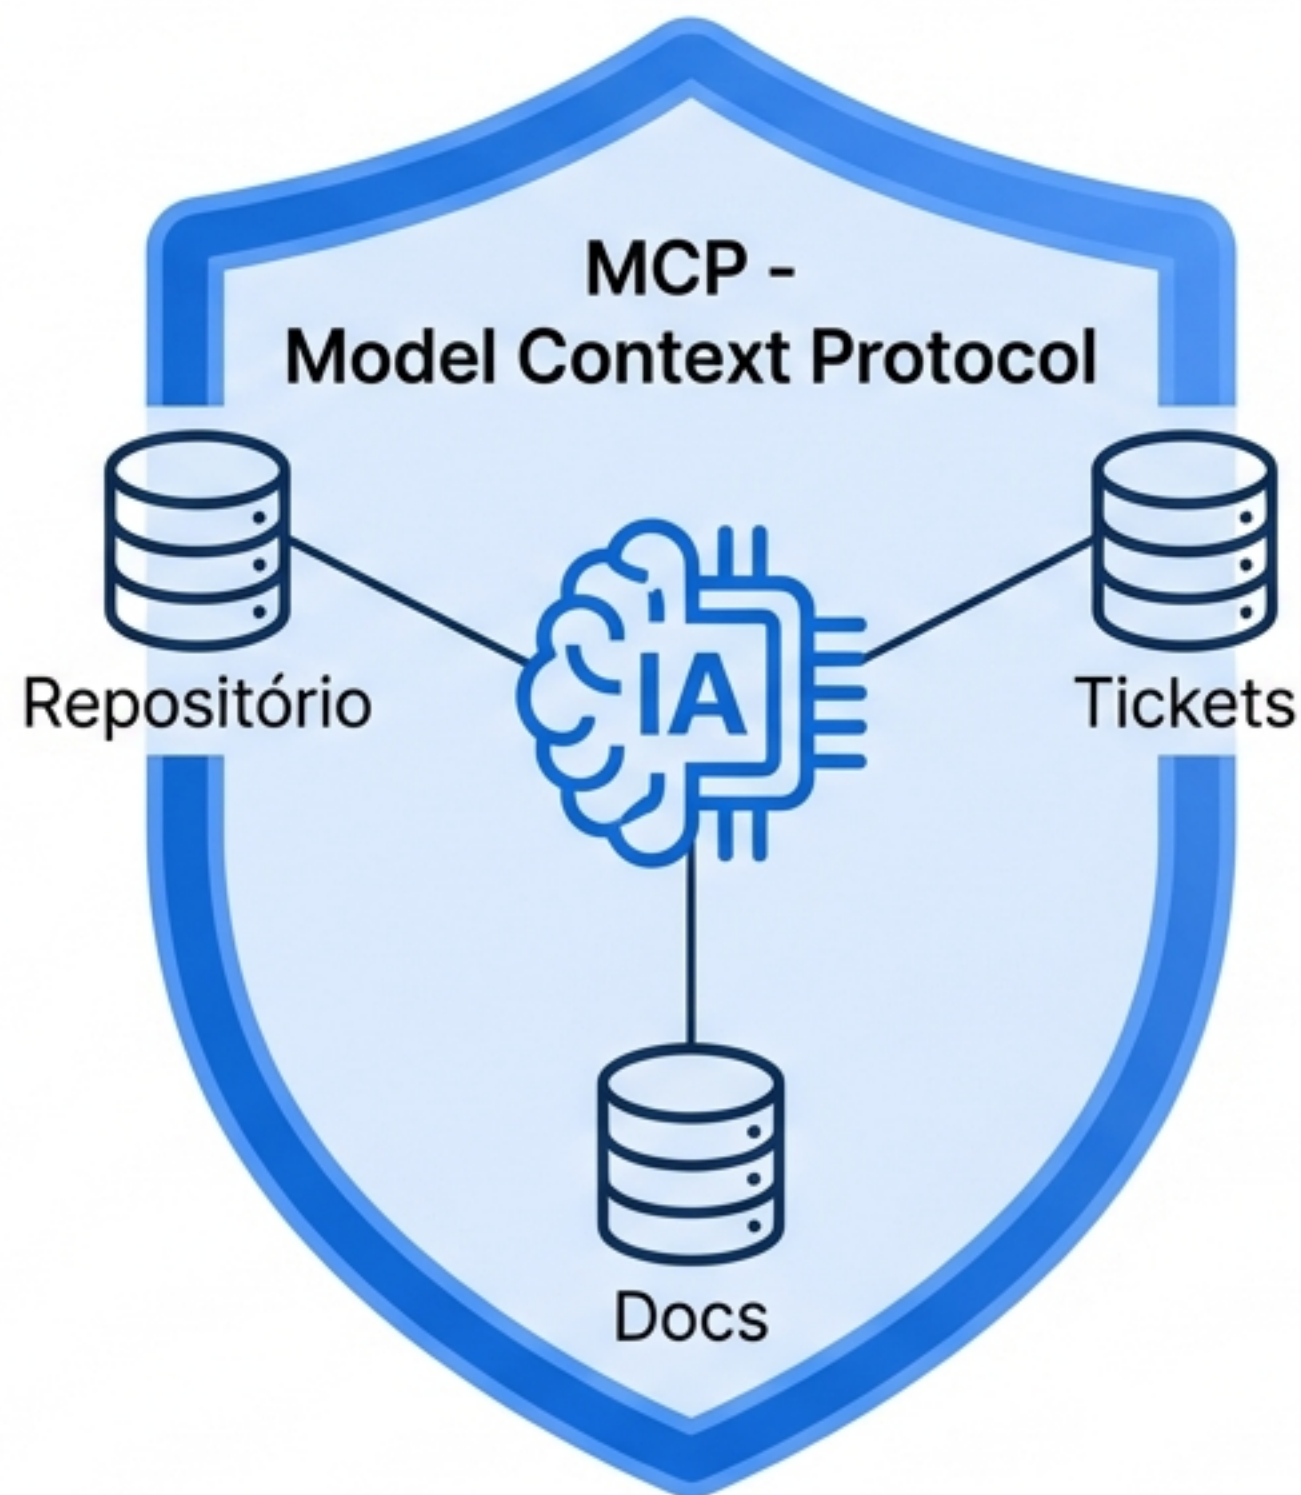 MCP -
Model Context Protocol
IA
Repositório
Tickets
Docs